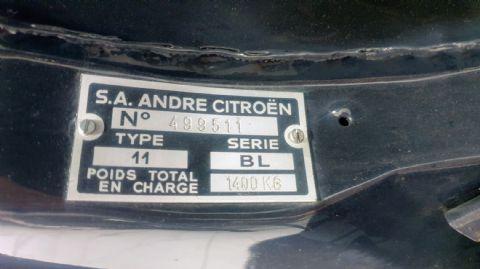 S.A. ANDRE CITROËN
N° 499511
TYPE SERIE
11 BL
POIDS TOTAL
EN CHARGE 1400 KG